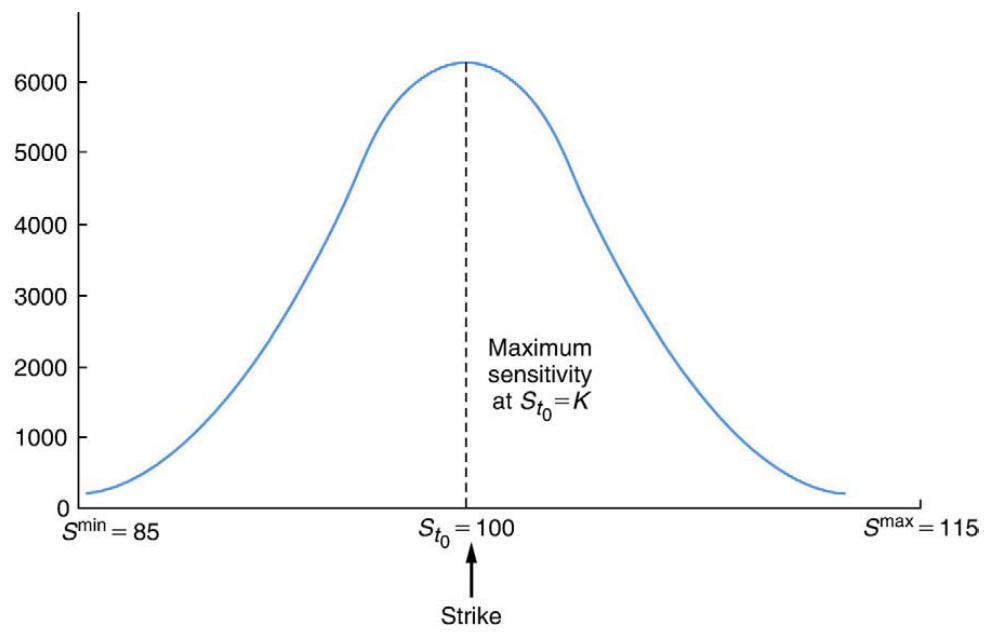 6000
5000
4000
3000
2000
1000
0
Maximum
sensitivity
at S_{t_0}=K
S^{min} = 85
S_{t_0} = 100
S^{max} = 115
Strike